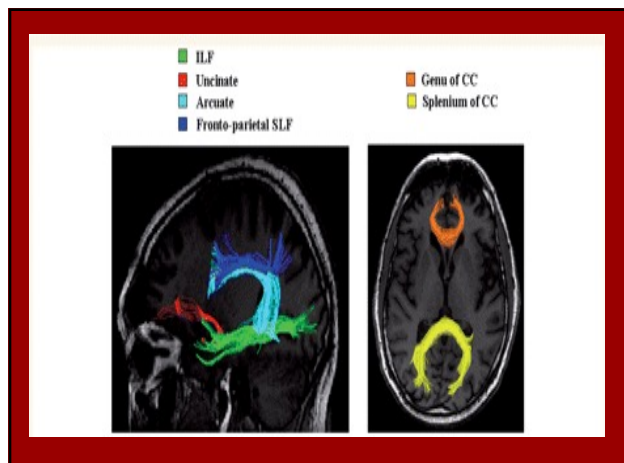 ILF
Uncinate
Arcuate
Fronto-parietal SLF
Genu of CC
Splenium of CC